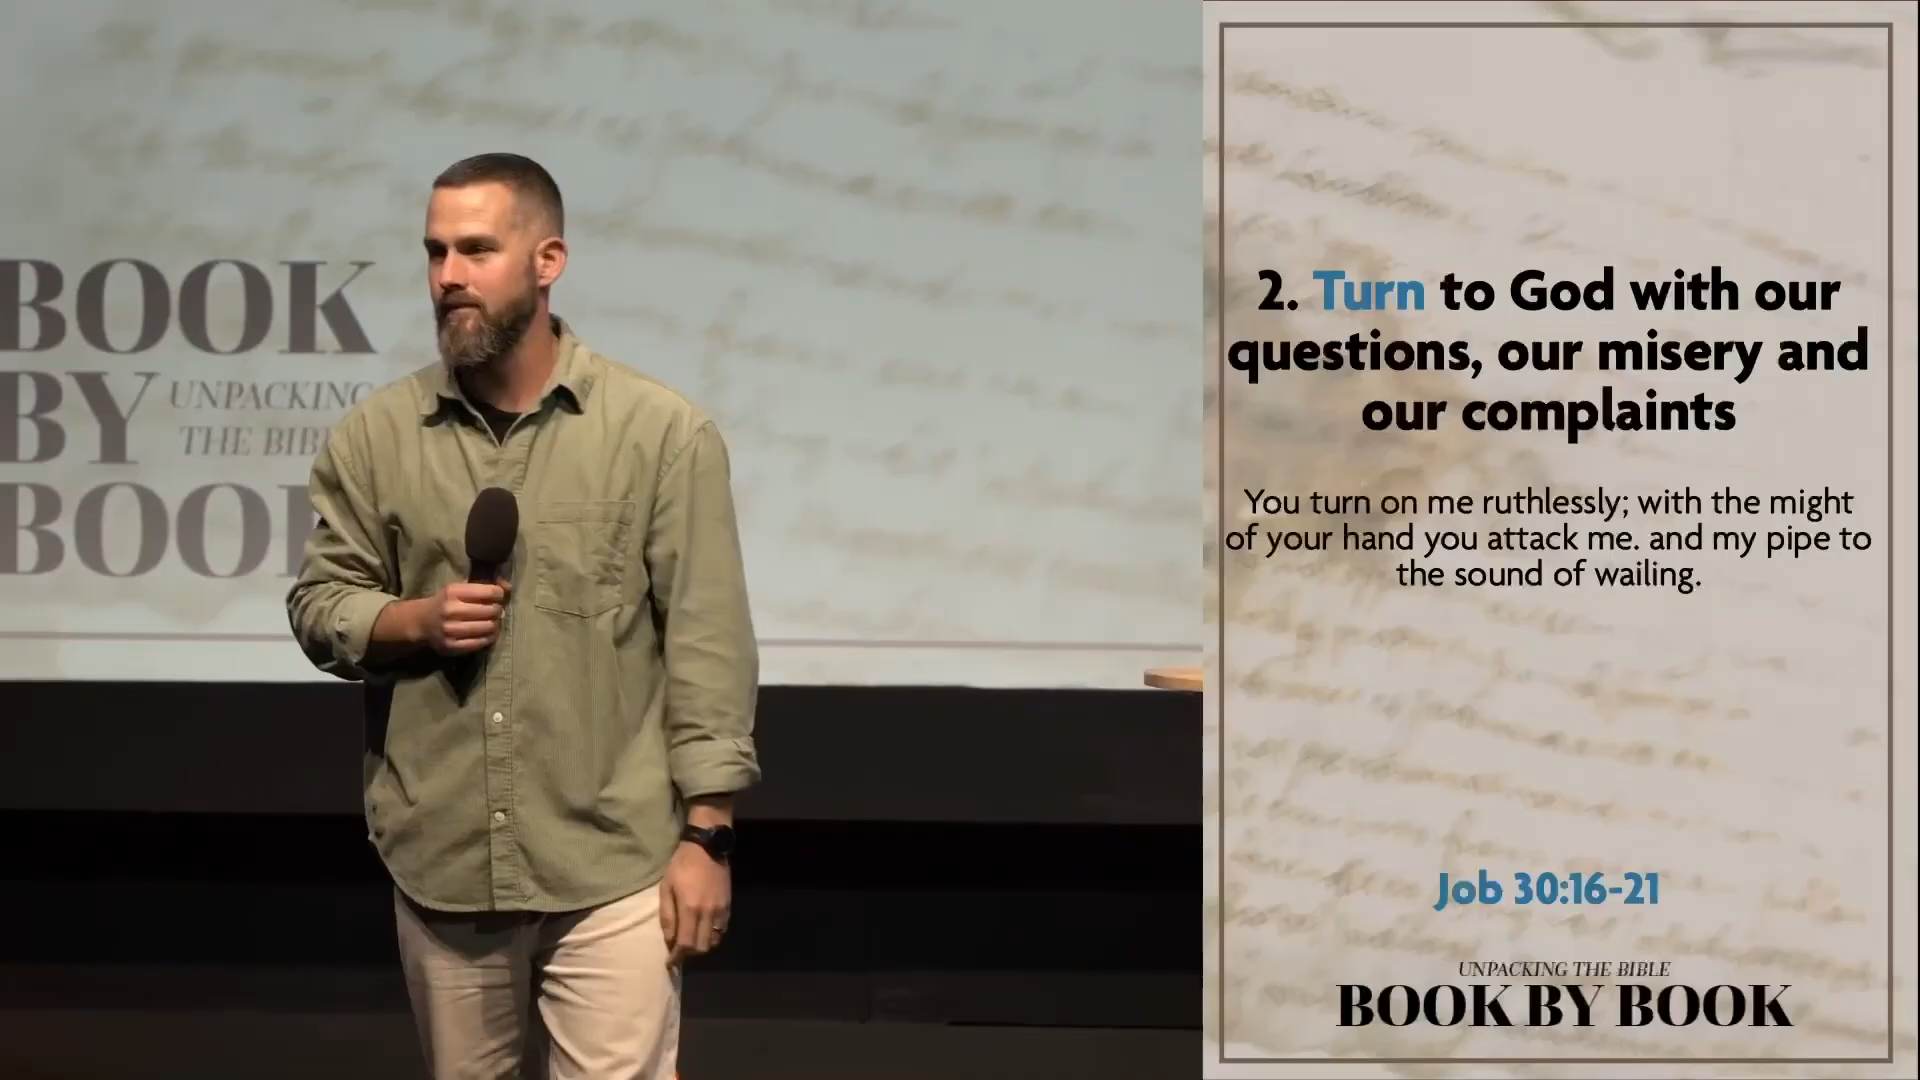 BOOK
BY UNPACKING
THE BIB
BOO
2. Turn to God with our
questions, our misery and
our complaints
You turn on me ruthlessly; with the might
of your hand you attack me. and my pipe to
the sound of wailing.
Job 30:16-21
UNPACKING THE BIBLE
BOOK BY BOOK